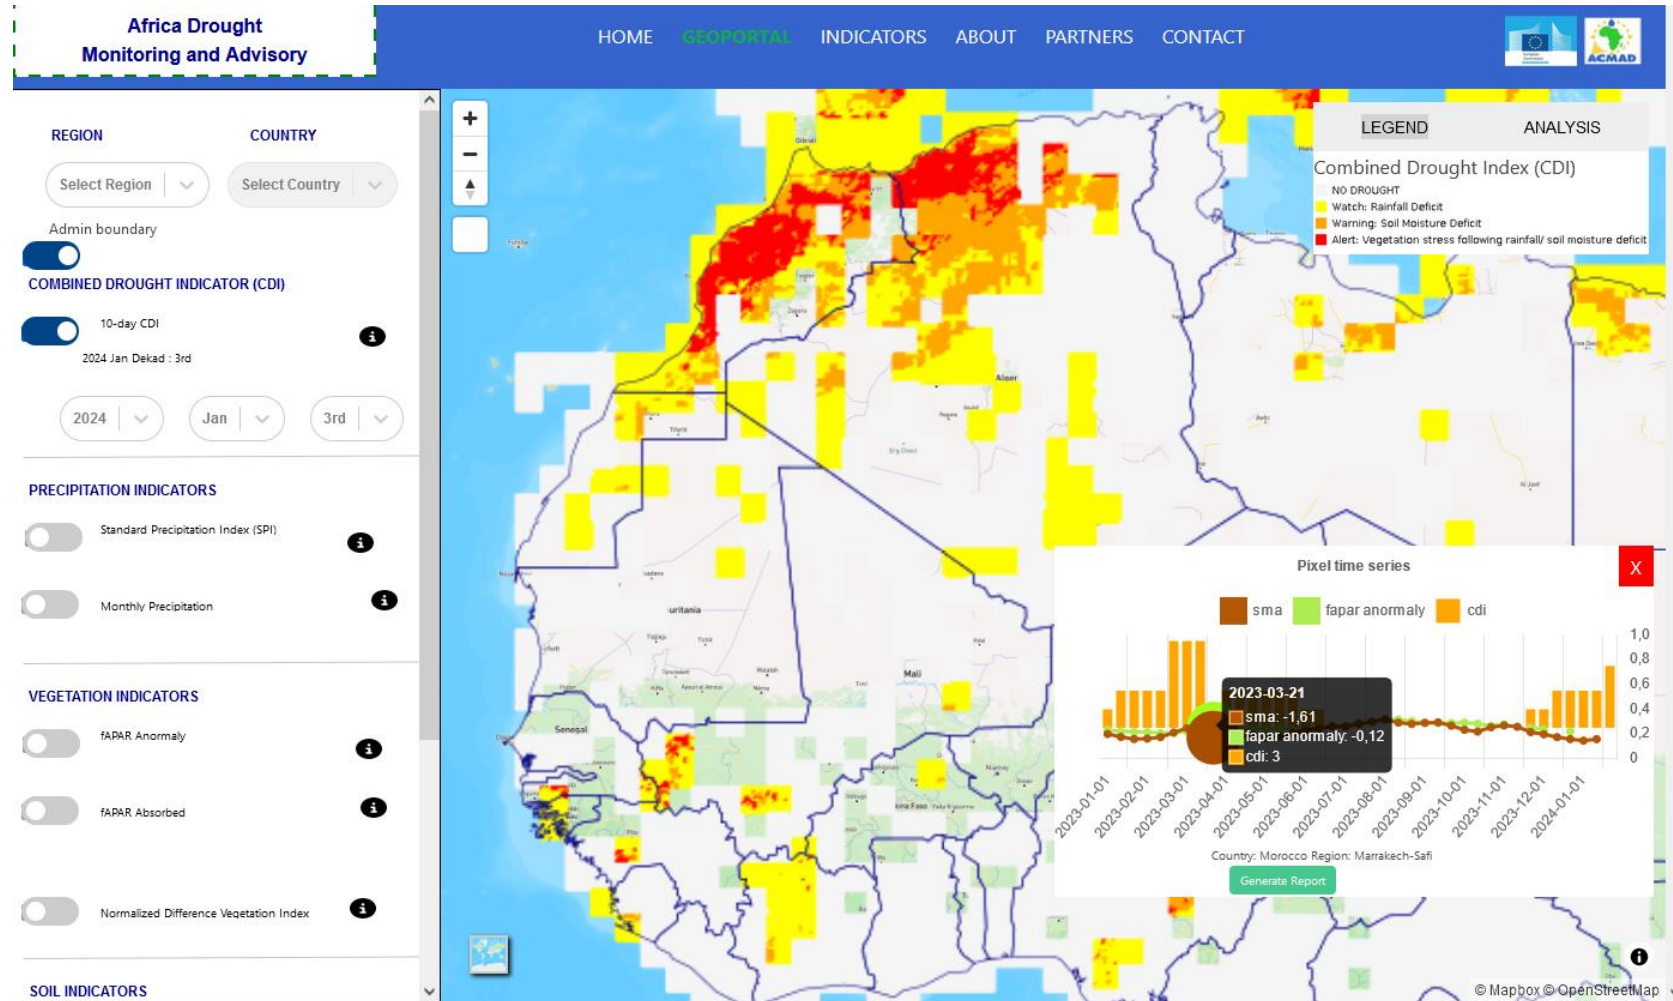 Africa Drought
Monitoring and Advisory
HOME
GEOPORTAL
INDICATORS
ABOUT
PARTNERS
CONTACT
ACMAD
REGION
COUNTRY
Select Region
Select Country
Admin boundary
COMBINED DROUGHT INDICATOR (CDI)
10-day CDI
2024 Jan Dekad : 3rd
2024
Jan
3rd
PRECIPITATION INDICATORS
Standard Precipitation Index (SPI)
Monthly Precipitation
VEGETATION INDICATORS
fAPAR Anormaly
fAPAR Absorbed
Normalized Difference Vegetation Index
SOIL INDICATORS
LEGEND
ANALYSIS
Combined Drought Index (CDI)
NO DROUGHT
Watch: Rainfall Deficit
Warning: Soil Moisture Deficit
Alert: Vegetation stress following rainfall/ soil moisture deficit
Alger
uritania
Mali
Senegal
Niamey
Pixel time series
X
sma
fapar anormaly
cdi
1,0
0,8
0,6
0,4
0,2
0
2023-03-21
sma: -1,61
fapar anormaly: -0,12
cdi: 3
2023-01-01
2023-02-01
2023-03-01
2023-04-01
2023-05-01
2023-06-01
2023-07-01
2023-08-01
2023-09-01
2023-10-01
2023-11-01
2023-12-01
2024-01-01
Country: Morocco Region: Marrakech-Safi
Generate Report
© Mapbox © OpenStreetMap